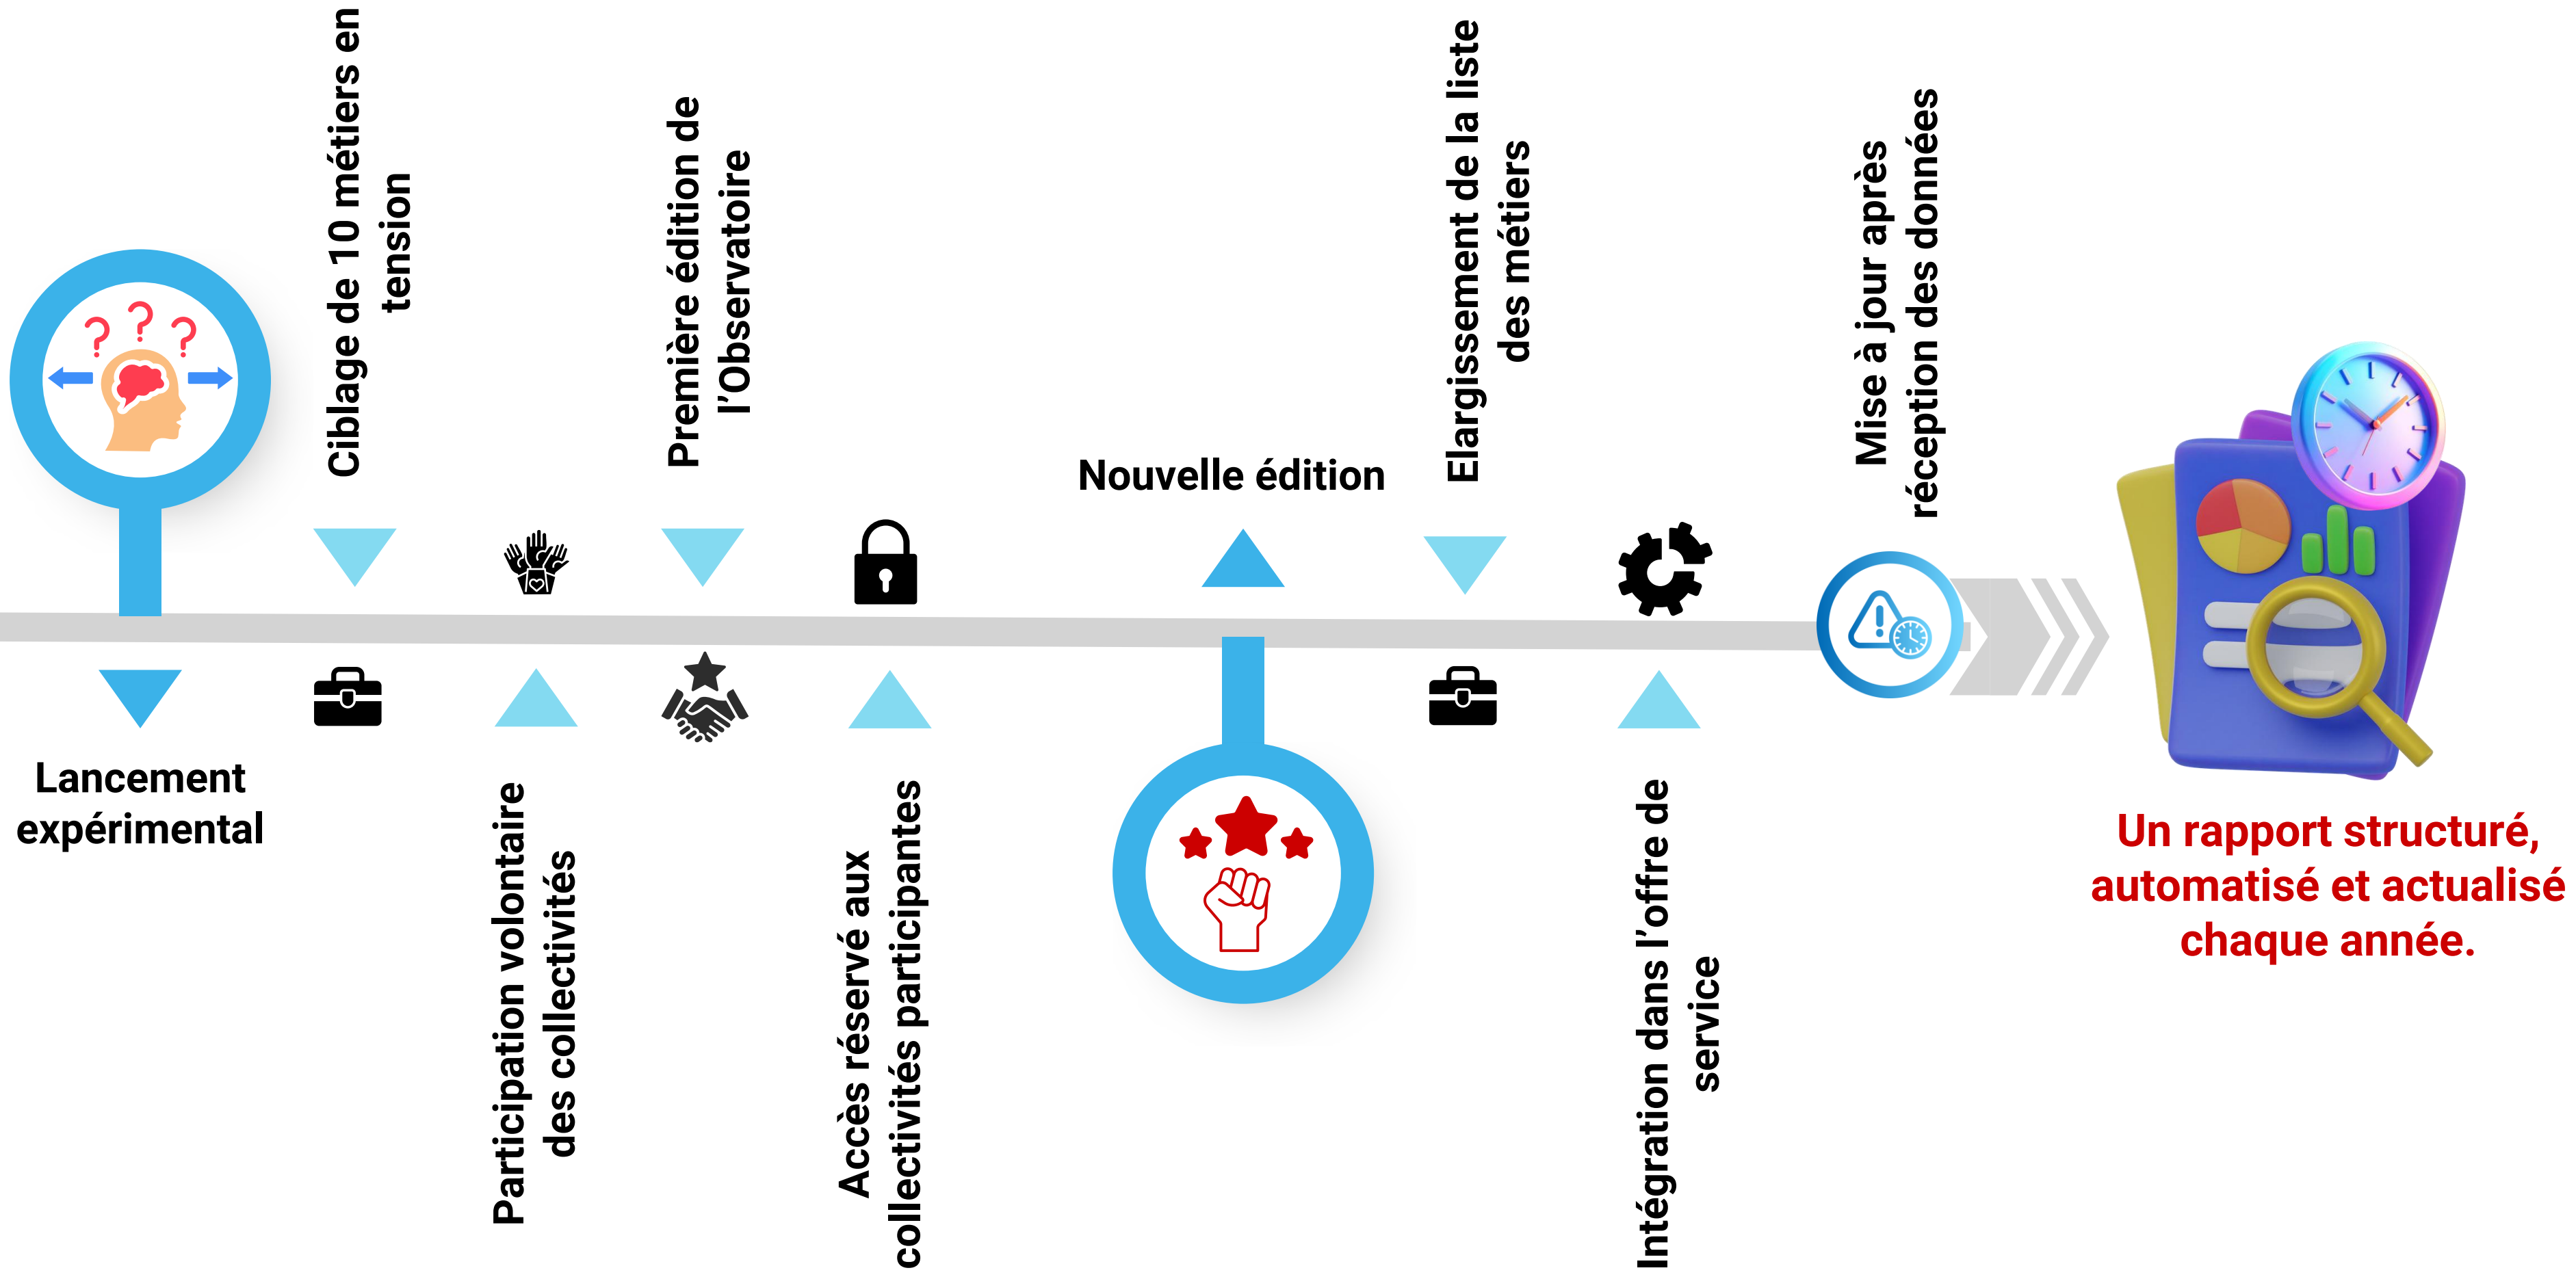 Lancement
expérimental
Ciblage de 10 métiers en
tension
Participation volontaire
des collectivités
Première édition de
l'Observatoire
Accès réservé aux
collectivités participantes
Nouvelle édition
Elargissement de la liste
des métiers
Intégration dans l'offre de
service
Mise à jour après
réception des données
Un rapport structuré,
automatisé et actualisé
chaque année.